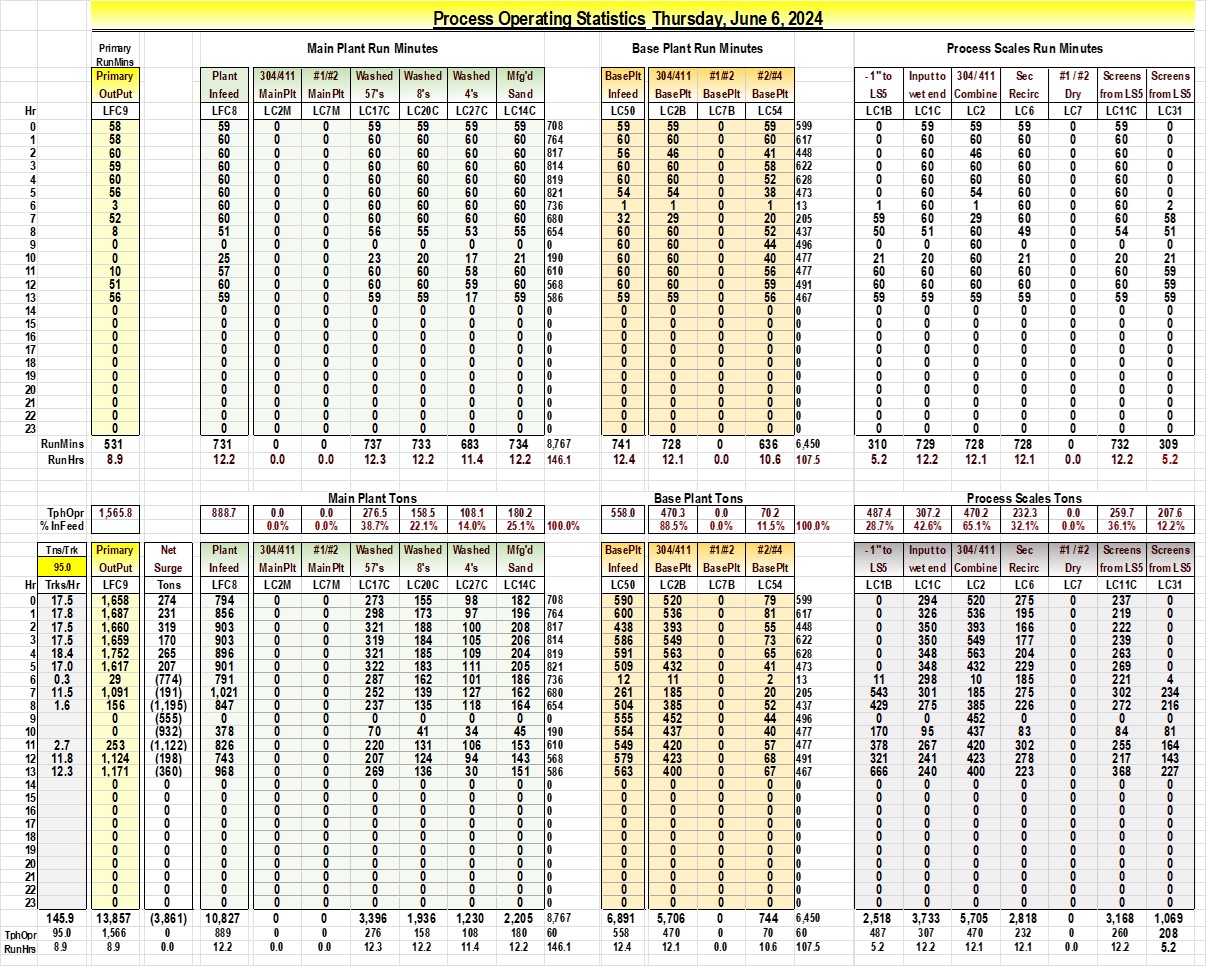 Process Operating Statistics Thursday, June 6, 2024
Primary Main Plant Run Minutes Base Plant Run Minutes Process Scales Run Minutes
RunMins
Primary Plant 304/411 #1/#2 Washed Washed Washed Mfg'd BasePlt 304/411 #1/#2 #2/#4 - 1" to Input to 304/ 411 Sec #1 / #2 Screens Screens
OutPut Infeed MainPlt MainPlt 57's 8's 4's Sand Infeed BasePlt BasePlt BasePlt LS5 wet end Combine Recirc Dry from LS5 from LS5
Hr LFC9 LFC8 LC2M LC7M LC17C LC20C LC27C LC14C LC50 LC2B LC7B LC54 LC1B LC1C LC2 LC6 LC7 LC11C LC31
0 58 59 0 0 59 59 59 59 708 59 59 0 59 599 0 59 59 59 0 59 0
1 58 60 0 0 60 60 60 60 764 60 60 0 60 617 0 60 60 60 0 60 0
2 60 60 0 0 60 60 60 60 817 56 46 0 41 448 0 60 46 60 0 60 0
3 59 60 0 0 60 60 60 60 814 60 60 0 58 622 0 60 60 60 0 60 0
4 60 60 0 0 60 60 60 60 819 60 60 0 52 628 0 60 60 60 0 60 0
5 56 60 0 0 60 60 60 60 821 54 54 0 38 473 0 60 54 60 0 60 0
6 3 60 0 0 60 60 60 60 736 1 1 0 1 13 1 60 1 60 0 60 2
7 52 60 0 0 60 60 60 60 680 32 29 0 20 205 59 60 29 60 0 60 58
8 8 51 0 0 56 55 53 55 654 60 60 0 52 437 50 51 60 49 0 54 51
9 0 0 0 0 0 0 0 0 0 60 60 0 44 496 0 0 60 0 0 0 0
10 0 25 0 0 23 20 17 21 190 60 60 0 40 477 21 20 60 21 0 20 21
11 10 57 0 0 60 60 58 60 610 60 60 0 56 477 60 60 60 60 0 60 59
12 51 60 0 0 60 60 59 60 568 60 60 0 59 491 60 60 60 60 0 60 59
13 56 59 0 0 59 59 17 59 586 59 59 0 56 467 59 59 59 59 0 59 59
14 0 0 0 0 0 0 0 0 0 0 0 0 0 0 0 0 0 0 0 0 0
15 0 0 0 0 0 0 0 0 0 0 0 0 0 0 0 0 0 0 0 0 0
16 0 0 0 0 0 0 0 0 0 0 0 0 0 0 0 0 0 0 0 0 0
17 0 0 0 0 0 0 0 0 0 0 0 0 0 0 0 0 0 0 0 0 0
18 0 0 0 0 0 0 0 0 0 0 0 0 0 0 0 0 0 0 0 0 0
19 0 0 0 0 0 0 0 0 0 0 0 0 0 0 0 0 0 0 0 0 0
20 0 0 0 0 0 0 0 0 0 0 0 0 0 0 0 0 0 0 0 0 0
21 0 0 0 0 0 0 0 0 0 0 0 0 0 0 0 0 0 0 0 0 0
22 0 0 0 0 0 0 0 0 0 0 0 0 0 0 0 0 0 0 0 0 0
23 0 0 0 0 0 0 0 0 0 0 0 0 0 0 0 0 0 0 0 0 0
RunMins 531 731 0 0 737 733 683 734 8,767 741 728 0 636 6,450 310 729 728 728 0 732 309
RunHrs 8.9 12.2 0.0 0.0 12.3 12.2 11.4 12.2 146.1 12.4 12.1 0.0 10.6 107.5 5.2 12.2 12.1 12.1 0.0 12.2 5.2
Main Plant Tons Base Plant Tons Process Scales Tons
TphOpr 1,565.8 888.7 0.0 0.0 276.5 158.5 108.1 180.2 558.0 470.3 0.0 70.2 487.4 307.2 470.2 232.3 0.0 259.7 207.6
% InFeed 0.0% 0.0% 38.7% 22.1% 14.0% 25.1% 100.0% 88.5% 0.0% 11.5% 100.0% 28.7% 42.6% 65.1% 32.1% 0.0% 36.1% 12.2%
Tns/Trk Primary Net Plant 304/411 #1/#2 Washed Washed Washed Mfg'd BasePlt 304/411 #1/#2 #2/#4 - 1" to Input to 304/ 411 Sec #1 / #2 Screens Screens
95.0 OutPut Surge Infeed MainPlt MainPlt 57's 8's 4's Sand Infeed BasePlt BasePlt BasePlt LS5 wet end Combine Recirc Dry from LS5 from LS5
Hr Trks/Hr LFC9 Tons LFC8 LC2M LC7M LC17C LC20C LC27C LC14C LC50 LC2B LC7B LC54 LC1B LC1C LC2 LC6 LC7 LC11C LC31
0 17.5 1,658 274 794 0 0 273 155 98 182 708 590 520 0 79 599 0 294 520 275 0 237 0
1 17.8 1,687 231 856 0 0 298 173 97 196 764 600 536 0 81 617 0 326 536 195 0 219 0
2 17.5 1,660 319 903 0 0 321 188 100 208 817 438 393 0 55 448 0 350 393 166 0 222 0
3 17.5 1,659 170 903 0 0 319 184 105 206 814 586 549 0 73 622 0 350 549 177 0 239 0
4 18.4 1,752 265 896 0 0 321 185 109 204 819 591 563 0 65 628 0 348 563 204 0 263 0
5 17.0 1,617 207 901 0 0 322 183 111 205 821 509 432 0 41 473 0 348 432 229 0 269 0
6 0.3 29 (774) 791 0 0 287 162 101 186 736 12 11 0 2 13 11 298 10 185 0 221 4
7 11.5 1,091 (191) 1,021 0 0 252 139 127 162 680 261 185 0 20 205 543 301 185 275 0 302 234
8 1.6 156 (1,195) 847 0 0 237 135 118 164 654 504 385 0 52 437 429 275 385 226 0 272 216
9 0 (555) 0 0 0 0 0 0 0 0 555 452 0 44 496 0 0 452 0 0 0 0
10 0 (932) 378 0 0 70 41 34 45 190 554 437 0 40 477 170 95 437 83 0 84 81
11 2.7 253 (1,122) 826 0 0 220 131 106 153 610 549 420 0 57 477 378 267 420 302 0 255 164
12 11.8 1,124 (198) 743 0 0 207 124 94 143 568 579 423 0 68 491 321 241 423 278 0 217 143
13 12.3 1,171 (360) 968 0 0 269 136 30 151 586 563 400 0 67 467 666 240 400 223 0 368 227
14 0 0 0 0 0 0 0 0 0 0 0 0 0 0 0 0 0 0 0 0 0 0
15 0 0 0 0 0 0 0 0 0 0 0 0 0 0 0 0 0 0 0 0 0 0
16 0 0 0 0 0 0 0 0 0 0 0 0 0 0 0 0 0 0 0 0 0 0
17 0 0 0 0 0 0 0 0 0 0 0 0 0 0 0 0 0 0 0 0 0 0
18 0 0 0 0 0 0 0 0 0 0 0 0 0 0 0 0 0 0 0 0 0 0
19 0 0 0 0 0 0 0 0 0 0 0 0 0 0 0 0 0 0 0 0 0 0
20 0 0 0 0 0 0 0 0 0 0 0 0 0 0 0 0 0 0 0 0 0 0
21 0 0 0 0 0 0 0 0 0 0 0 0 0 0 0 0 0 0 0 0 0 0
22 0 0 0 0 0 0 0 0 0 0 0 0 0 0 0 0 0 0 0 0 0 0
23 0 0 0 0 0 0 0 0 0 0 0 0 0 0 0 0 0 0 0 0 0 0
145.9 13,857 (3,861) 10,827 0 0 3,396 1,936 1,230 2,205 8,767 6,891 5,706 0 744 6,450 2,518 3,733 5,705 2,818 0 3,168 1,069
TphOpr 95.0 1,566 0 889 0 0 276 158 108 180 60 558 470 0 70 60 487 307 470 232 0 260 208
RunHrs 8.9 8.9 0.0 12.2 0.0 0.0 12.3 12.2 11.4 12.2 146.1 12.4 12.1 0.0 10.6 107.5 5.2 12.2 12.1 12.1 0.0 12.2 5.2